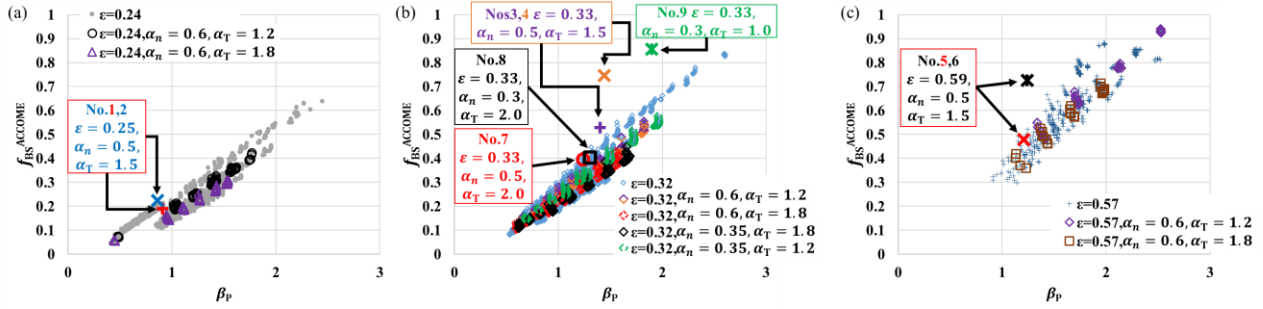 (a)
ε=0.24
ε=0.24,αn = 0.6, αT = 1.2
ε=0.24,αn = 0.6, αT = 1.8
No.1,2
ε = 0.25,
αn = 0.5,
αT = 1.5
fBS^ACCOME
1
0.9
0.8
0.7
0.6
0.5
0.4
0.3
0.2
0.1
0
0
1
2
3
βP
(b)
Nos3,4 ε = 0.33,
αn = 0.5, αT = 1.5
No.9 ε = 0.33,
αn = 0.3, αT = 1.0
No.8
ε = 0.33,
αn = 0.3,
αT = 2.0
No.7
ε = 0.33,
αn = 0.5,
αT = 2.0
ε=0.32
ε=0.32,αn = 0.6, αT = 1.2
ε=0.32,αn = 0.6, αT = 1.8
ε=0.32,αn = 0.35, αT = 1.8
ε=0.32,αn = 0.35, αT = 1.2
fBS^ACCOME
1
0.9
0.8
0.7
0.6
0.5
0.4
0.3
0.2
0.1
0
0
1
2
3
βP
(c)
No.5,6
ε = 0.59,
αn = 0.5
αT = 1.5
ε=0.57
ε=0.57,αn = 0.6, αT = 1.2
ε=0.57,αn = 0.6, αT = 1.8
fBS^ACCOME
1
0.9
0.8
0.7
0.6
0.5
0.4
0.3
0.2
0.1
0
0
1
2
3
βP